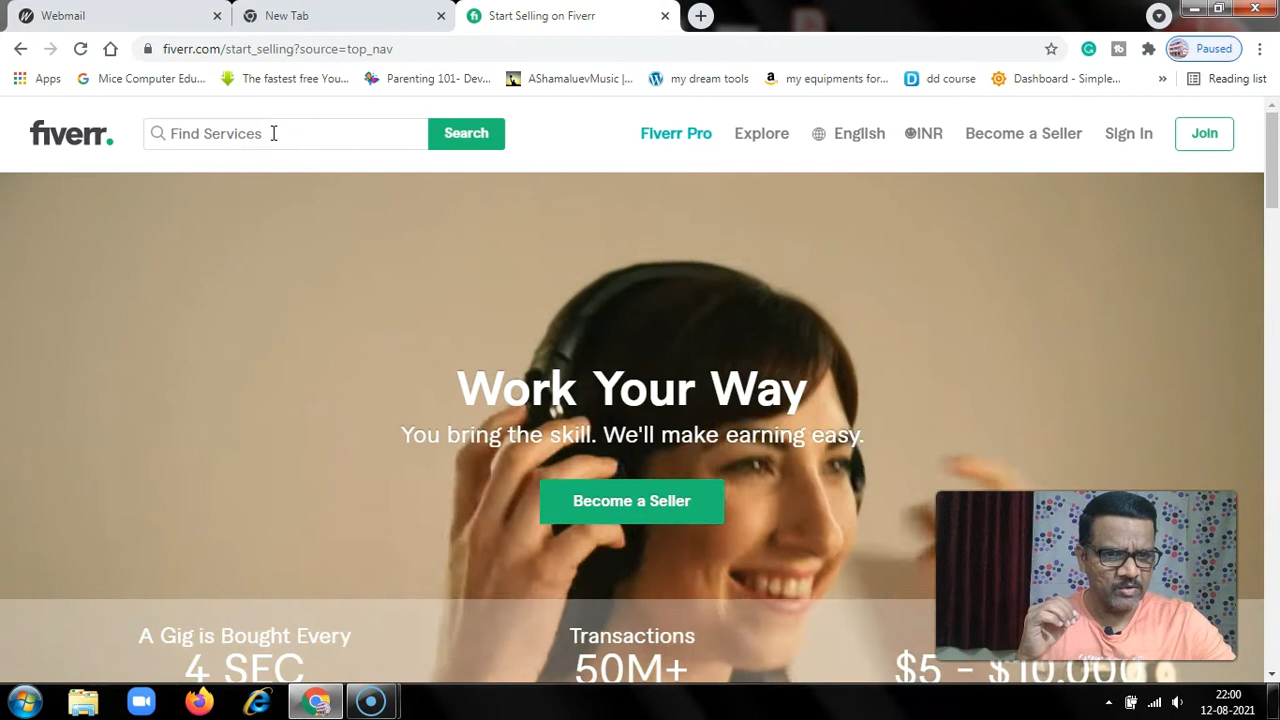 Webmail
New Tab
Start Selling on Fiverr
fiverr.com/start_selling?source=top_nav
Paused
Apps
Mice Computer Edu...
The fastest free You...
Parenting 101- Dev...
AShamaluevMusic |...
my dream tools
my equipments for...
dd course
Dashboard - Simple...
»
Reading list
fiverr.
Find Services
Search
Fiverr Pro
Explore
English
INR
Become a Seller
Sign In
Join
Work Your Way
You bring the skill. We'll make earning easy.
Become a Seller
A Gig is Bought Every
Transactions
4 SEC
50M+
$5 - $10,000
22:00
12-08-2021